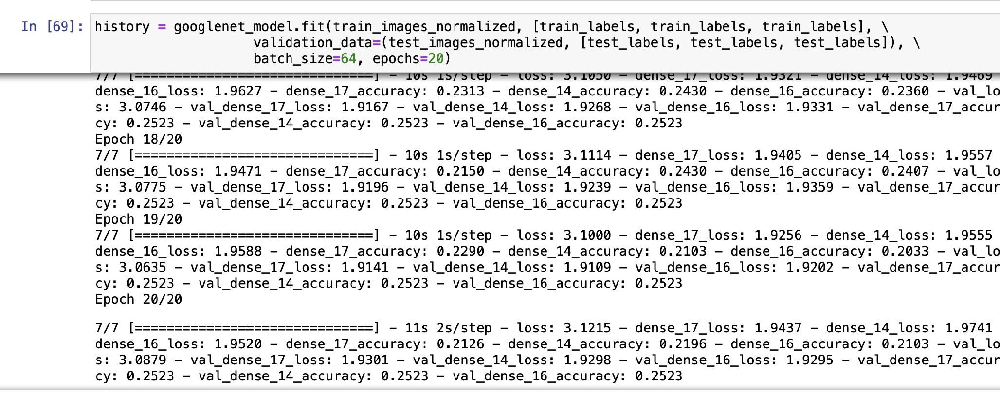 In [69]: history = googlenet_model.fit(train_images_normalized, [train_labels, train_labels, train_labels], \
validation_data=(test_images_normalized, [test_labels, test_labels, test_labels]), \
batch_size=64, epochs=20)
7/7 [==============================] - 10s 1s/step - loss: 3.1050 - dense_17_loss: 1.9321 - dense_14_loss: 1.9469
dense_16_loss: 1.9627 - dense_17_accuracy: 0.2313 - dense_14_accuracy: 0.2430 - dense_16_accuracy: 0.2360 - val_lo
s: 3.0746 - val_dense_17_loss: 1.9167 - val_dense_14_loss: 1.9268 - val_dense_16_loss: 1.9331 - val_dense_17_accur
cy: 0.2523 - val_dense_14_accuracy: 0.2523 - val_dense_16_accuracy: 0.2523
Epoch 18/20
7/7 [==============================] - 10s 1s/step - loss: 3.1114 - dense_17_loss: 1.9405 - dense_14_loss: 1.9557
dense_16_loss: 1.9471 - dense_17_accuracy: 0.2150 - dense_14_accuracy: 0.2430 - dense_16_accuracy: 0.2407 - val_lo
s: 3.0775 - val_dense_17_loss: 1.9196 - val_dense_14_loss: 1.9239 - val_dense_16_loss: 1.9359 - val_dense_17_accur
cy: 0.2523 - val_dense_14_accuracy: 0.2523 - val_dense_16_accuracy: 0.2523
Epoch 19/20
7/7 [==============================] - 10s 1s/step - loss: 3.1000 - dense_17_loss: 1.9256 - dense_14_loss: 1.9555
dense_16_loss: 1.9588 - dense_17_accuracy: 0.2290 - dense_14_accuracy: 0.2103 - dense_16_accuracy: 0.2033 - val_lo
s: 3.0635 - val_dense_17_loss: 1.9141 - val_dense_14_loss: 1.9109 - val_dense_16_loss: 1.9202 - val_dense_17_accur
cy: 0.2523 - val_dense_14_accuracy: 0.2523 - val_dense_16_accuracy: 0.2523
Epoch 20/20
7/7 [==============================] - 11s 2s/step - loss: 3.1215 - dense_17_loss: 1.9437 - dense_14_loss: 1.9741
dense_16_loss: 1.9520 - dense_17_accuracy: 0.2126 - dense_14_accuracy: 0.2196 - dense_16_accuracy: 0.2103 - val_lo
s: 3.0879 - val_dense_17_loss: 1.9301 - val_dense_14_loss: 1.9298 - val_dense_16_loss: 1.9295 - val_dense_17_accur
cy: 0.2523 - val_dense_14_accuracy: 0.2523 - val_dense_16_accuracy: 0.2523